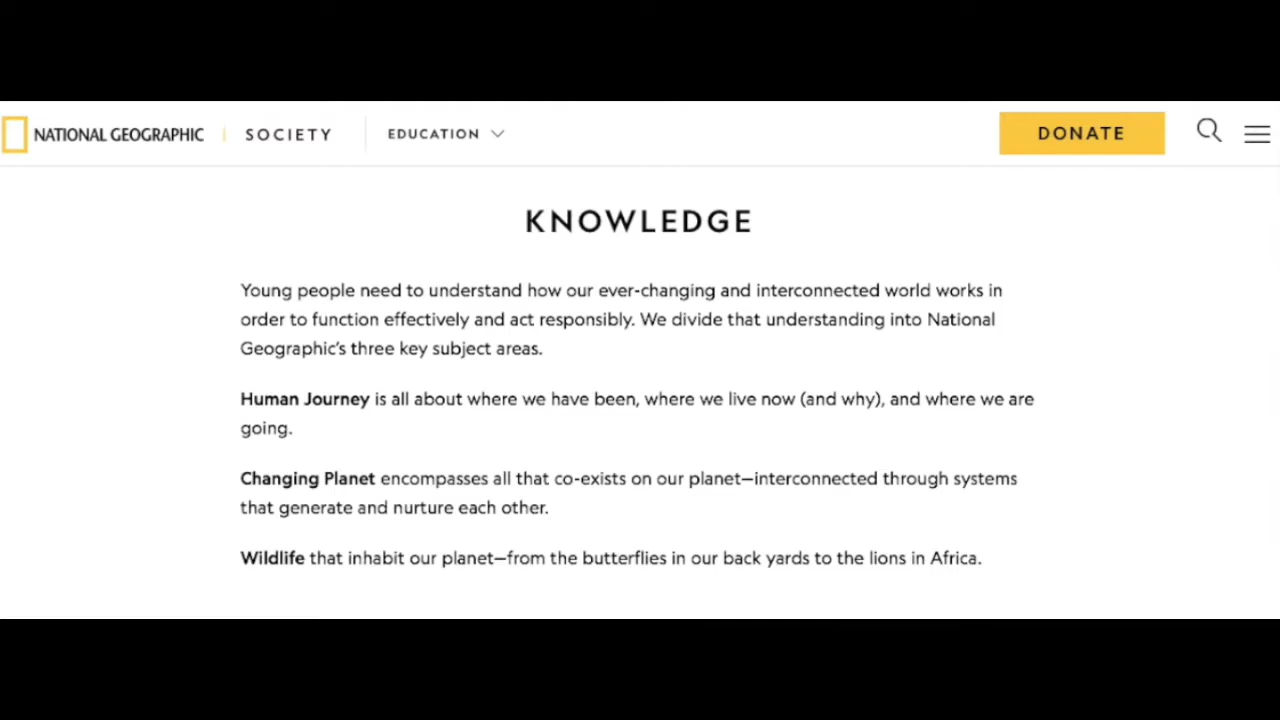 NATIONAL GEOGRAPHIC | SOCIETY EDUCATION DONATE
KNOWLEDGE
Young people need to understand how our ever-changing and interconnected world works in
order to function effectively and act responsibly. We divide that understanding into National
Geographic's three key subject areas.
Human Journey is all about where we have been, where we live now (and why), and where we are
going.
Changing Planet encompasses all that co-exists on our planet—interconnected through systems
that generate and nurture each other.
Wildlife that inhabit our planet—from the butterflies in our back yards to the lions in Africa.